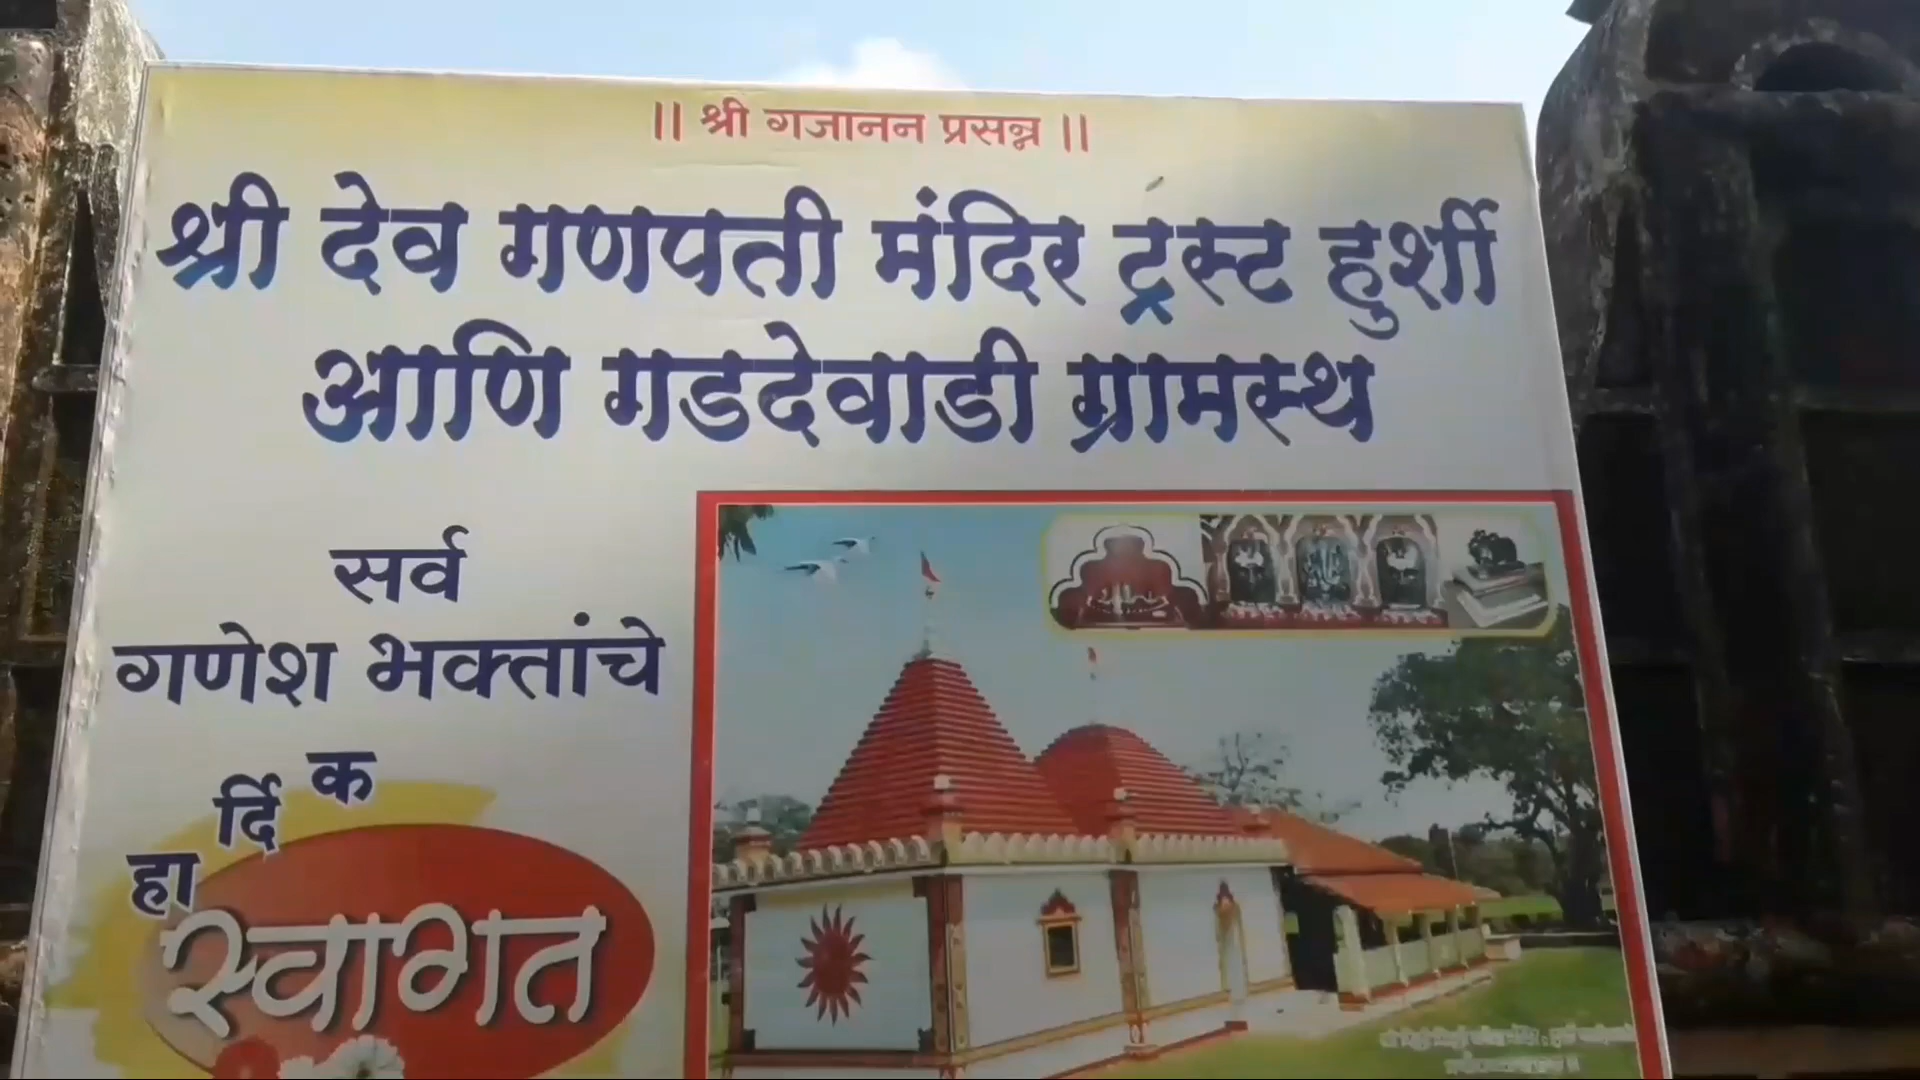 || श्री गजानन प्रसन्न ||
श्री देव गणपती मंदिर ट्रस्ट हुर्शी
आणि गडदेवाडी ग्रामस्थ
सर्व
गणेश भक्तांचे
हार्दिक
स्वागत